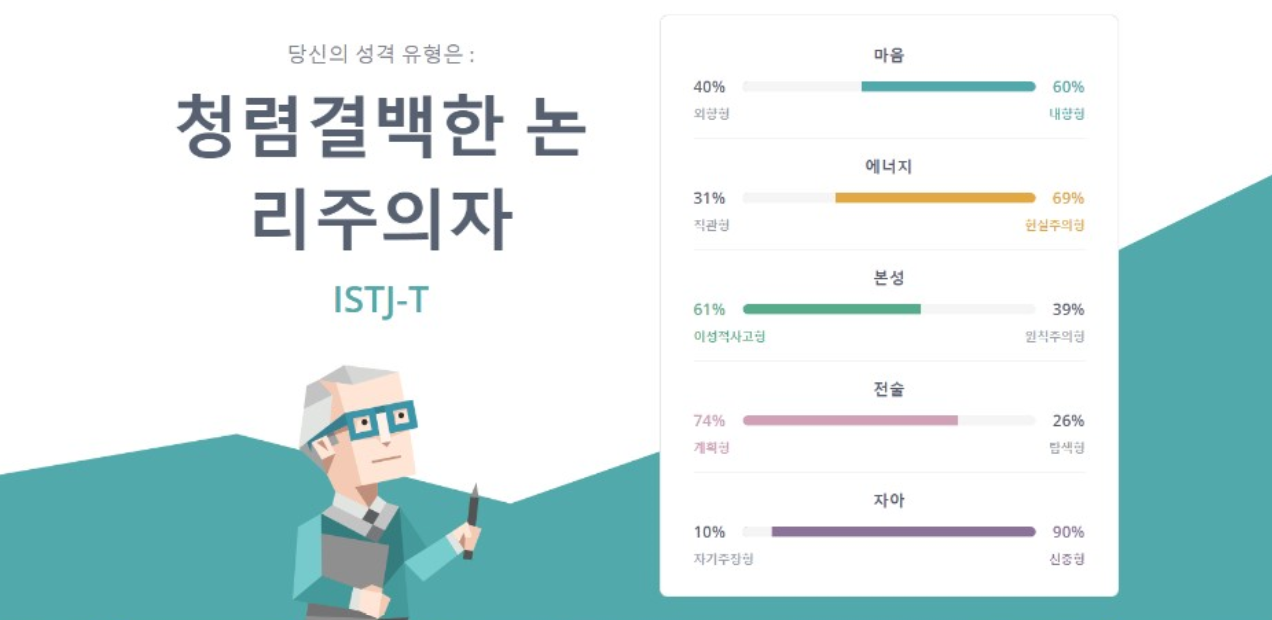 당신의 성격 유형은 :
청렴결백한 논
리주의자
ISTJ-T
마음
40% 60%
외향형 내향형
에너지
31% 69%
직관형 현실주의형
본성
61% 39%
이성적사고형 원칙주의형
전술
74% 26%
계획형 탐색형
자아
10% 90%
자기주장형 신중형